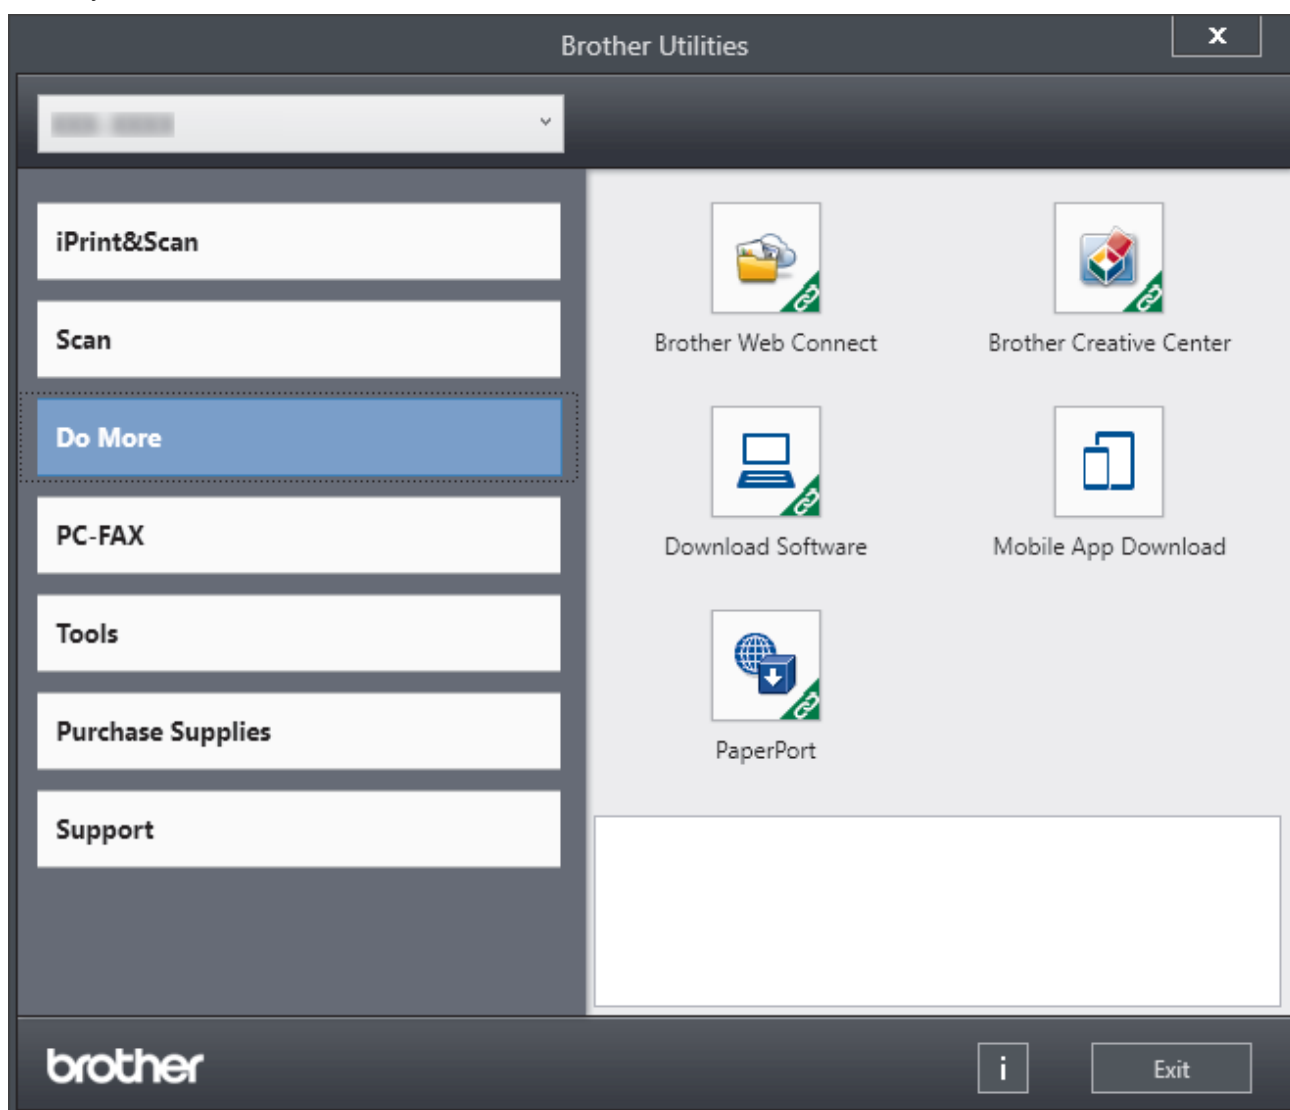 Brother Utilities
X
iPrint&Scan
Scan
Do More
PC-FAX
Tools
Purchase Supplies
Support
Brother Web Connect
Brother Creative Center
Download Software
Mobile App Download
PaperPort
brother
i
Exit